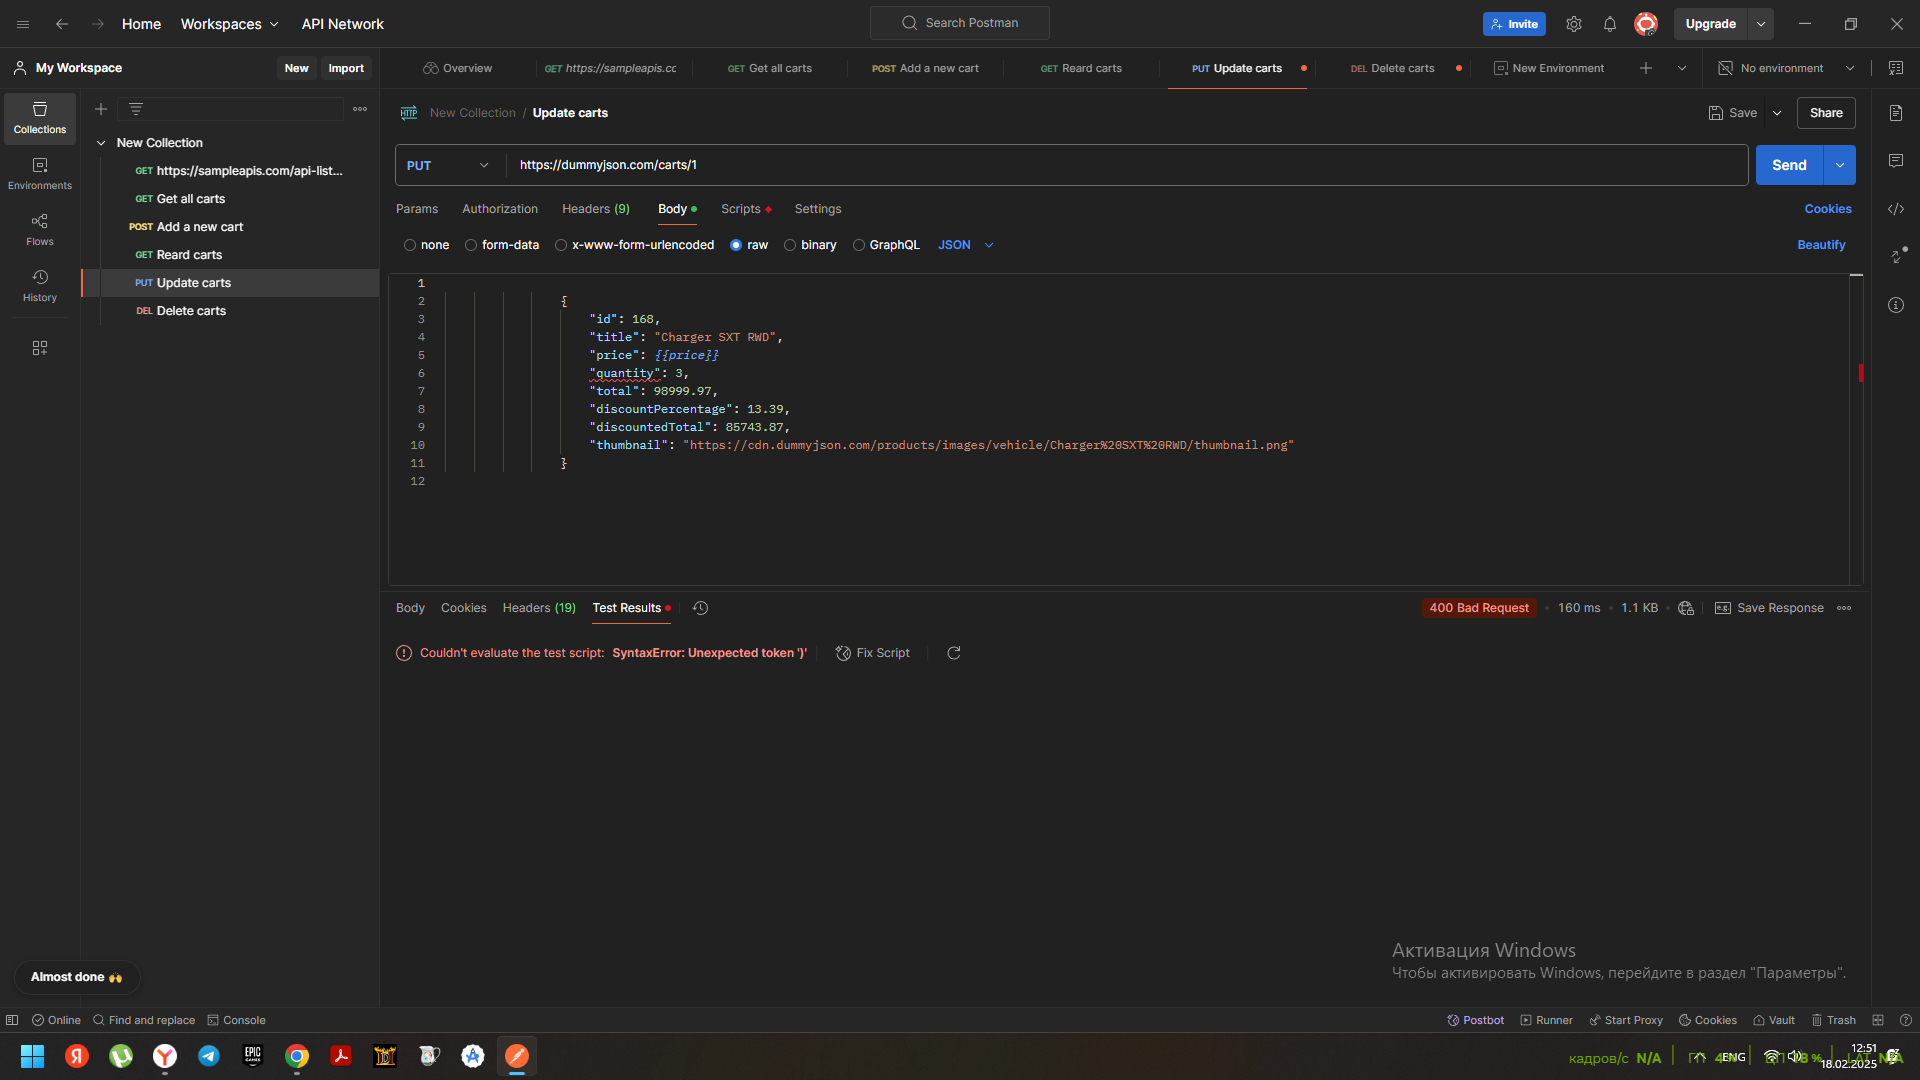 Home Workspaces API Network Search Postman Invite Upgrade
My Workspace New Import Overview GET https://sampleapis.cc GET Get all carts POST Add a new cart GET Reard carts PUT Update carts DEL Delete carts New Environment No environment
Collections
Environments
Flows
History
New Collection
GET https://sampleapis.com/api-list...
GET Get all carts
POST Add a new cart
GET Reard carts
PUT Update carts
DEL Delete carts
HTTP New Collection / Update carts Save Share
PUT https://dummyjson.com/carts/1 Send
Params Authorization Headers (9) Body Scripts Settings Cookies
none form-data x-www-form-urlencoded raw binary GraphQL JSON Beautify
1
2 {
3 "id": 168,
4 "title": "Charger SXT RWD",
5 "price": {{price}}
6 "quantity": 3,
7 "total": 98999.97,
8 "discountPercentage": 13.39,
9 "discountedTotal": 85743.87,
10 "thumbnail": "https://cdn.dummyjson.com/products/images/vehicle/Charger%20SXT%20RWD/thumbnail.png"
11 }
12
Body Cookies Headers (19) Test Results 400 Bad Request 160 ms 1.1 KB e.g. Save Response
Couldn't evaluate the test script: SyntaxError: Unexpected token ')' Fix Script
Активация Windows
Чтобы активировать Windows, перейдите в раздел "Параметры".
Almost done 🙌
Online Find and replace Console Postbot Runner Start Proxy Cookies Vault Trash
Я EPIC GAMES
кадров/с N/A ENG 12:51
18.02.2025